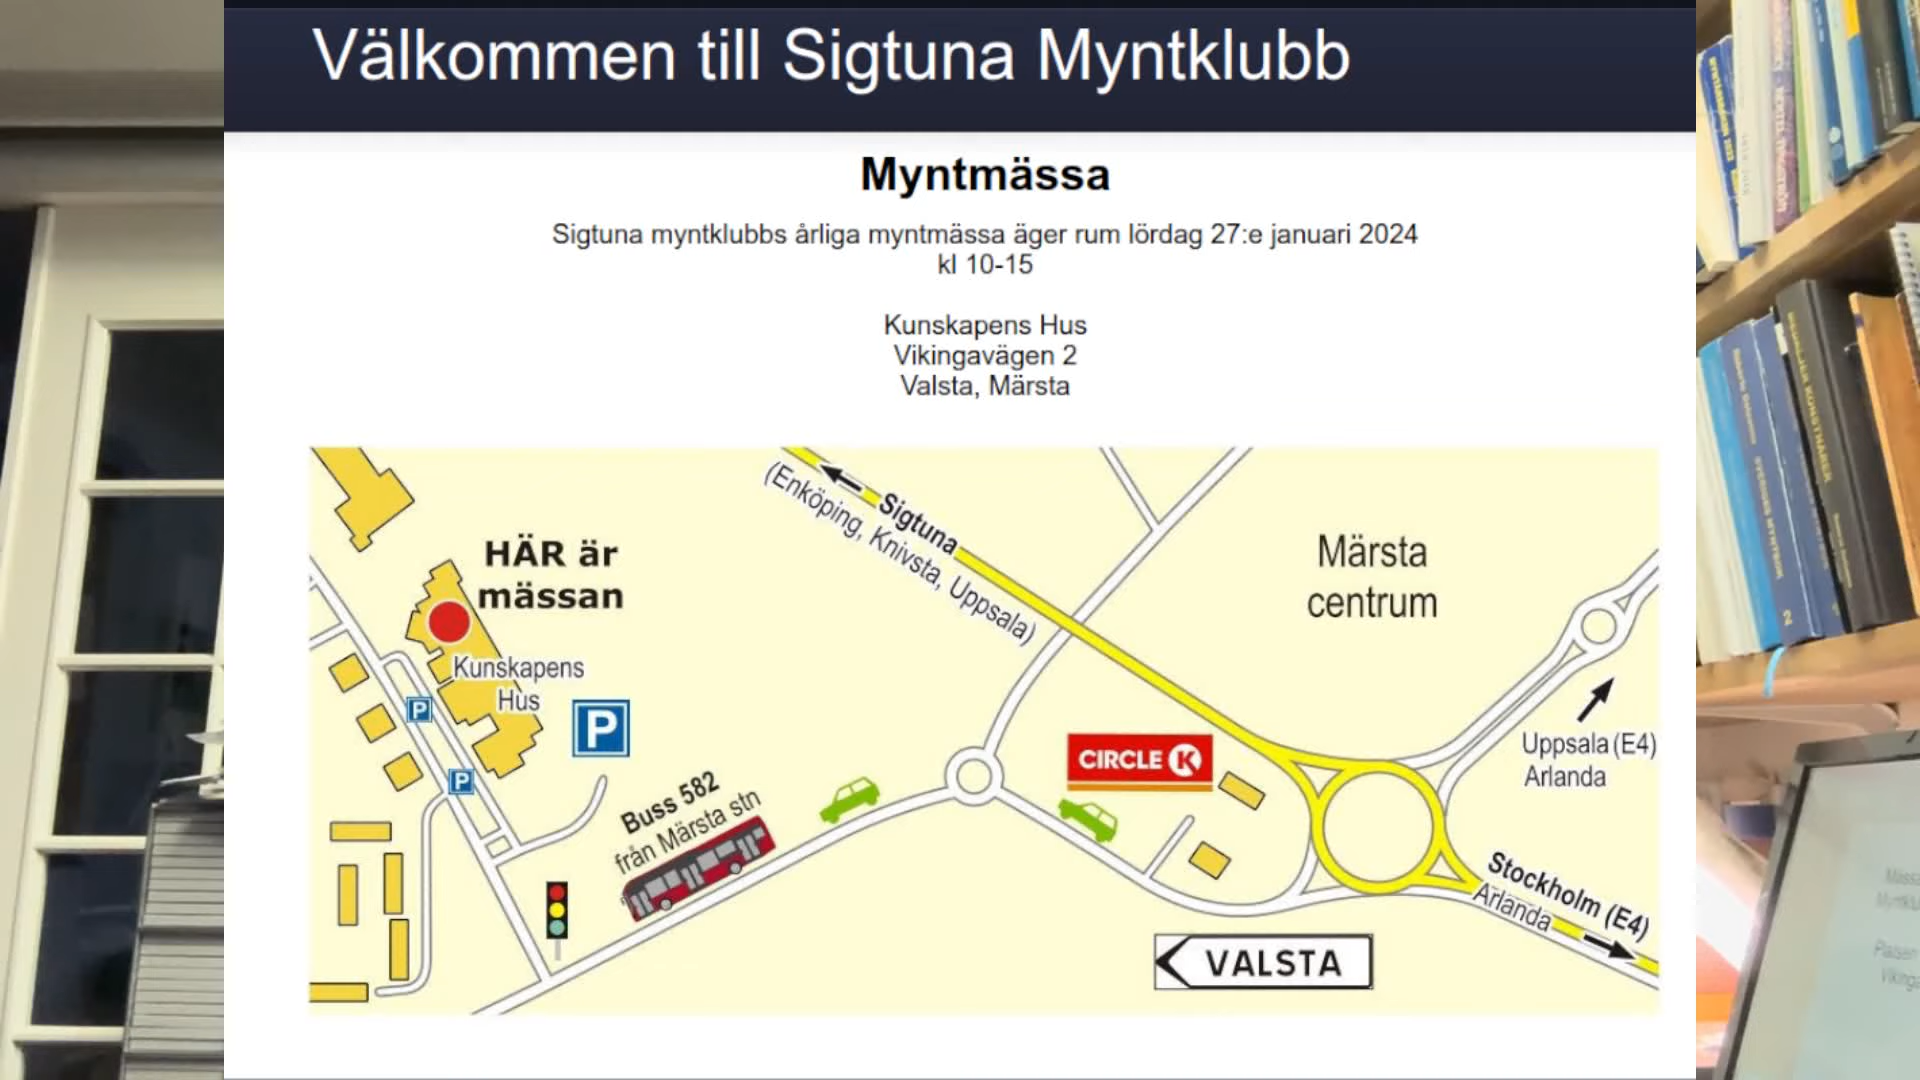 Välkommen till Sigtuna Myntklubb
Myntmässa
Sigtuna myntklubbs årliga myntmässa äger rum lördag 27:e januari 2024
kl 10-15
Kunskapens Hus
Vikingavägen 2
Valsta, Märsta
Sigtuna
(Enköping, Knivsta, Uppsala)
HÄR är
mässan
Märsta
centrum
Kunskapens
Hus
P
P
P
CIRCLE K
Uppsala (E4)
Arlanda
Buss 582
från Märsta stn
Stockholm (E4)
Arlanda
VALSTA